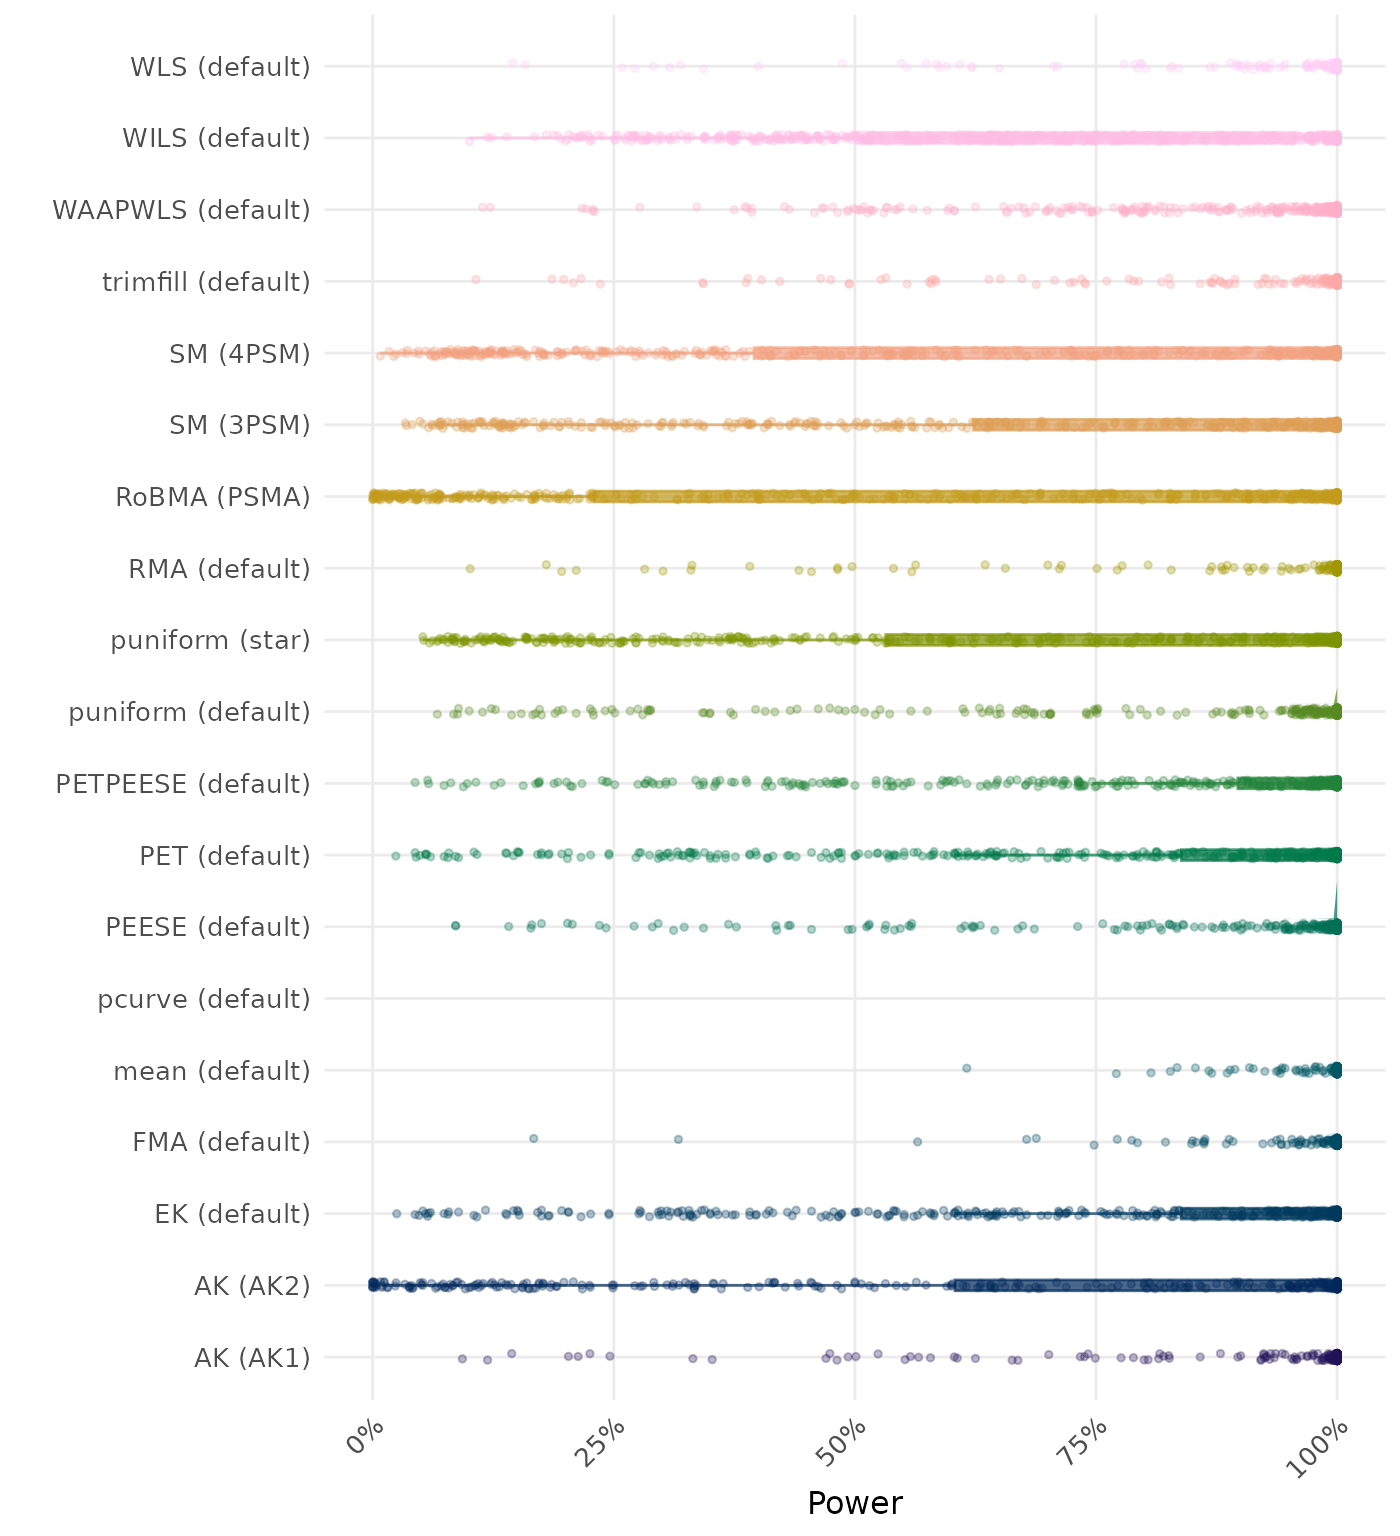 WLS (default)
WILS (default)
WAAPWLS (default)
trimfill (default)
SM (4PSM)
SM (3PSM)
RoBMA (PSMA)
RMA (default)
puniform (star)
puniform (default)
PETPEESE (default)
PET (default)
PEESE (default)
pcurve (default)
mean (default)
FMA (default)
EK (default)
AK (AK2)
AK (AK1)
0%
25%
50%
75%
100%
Power